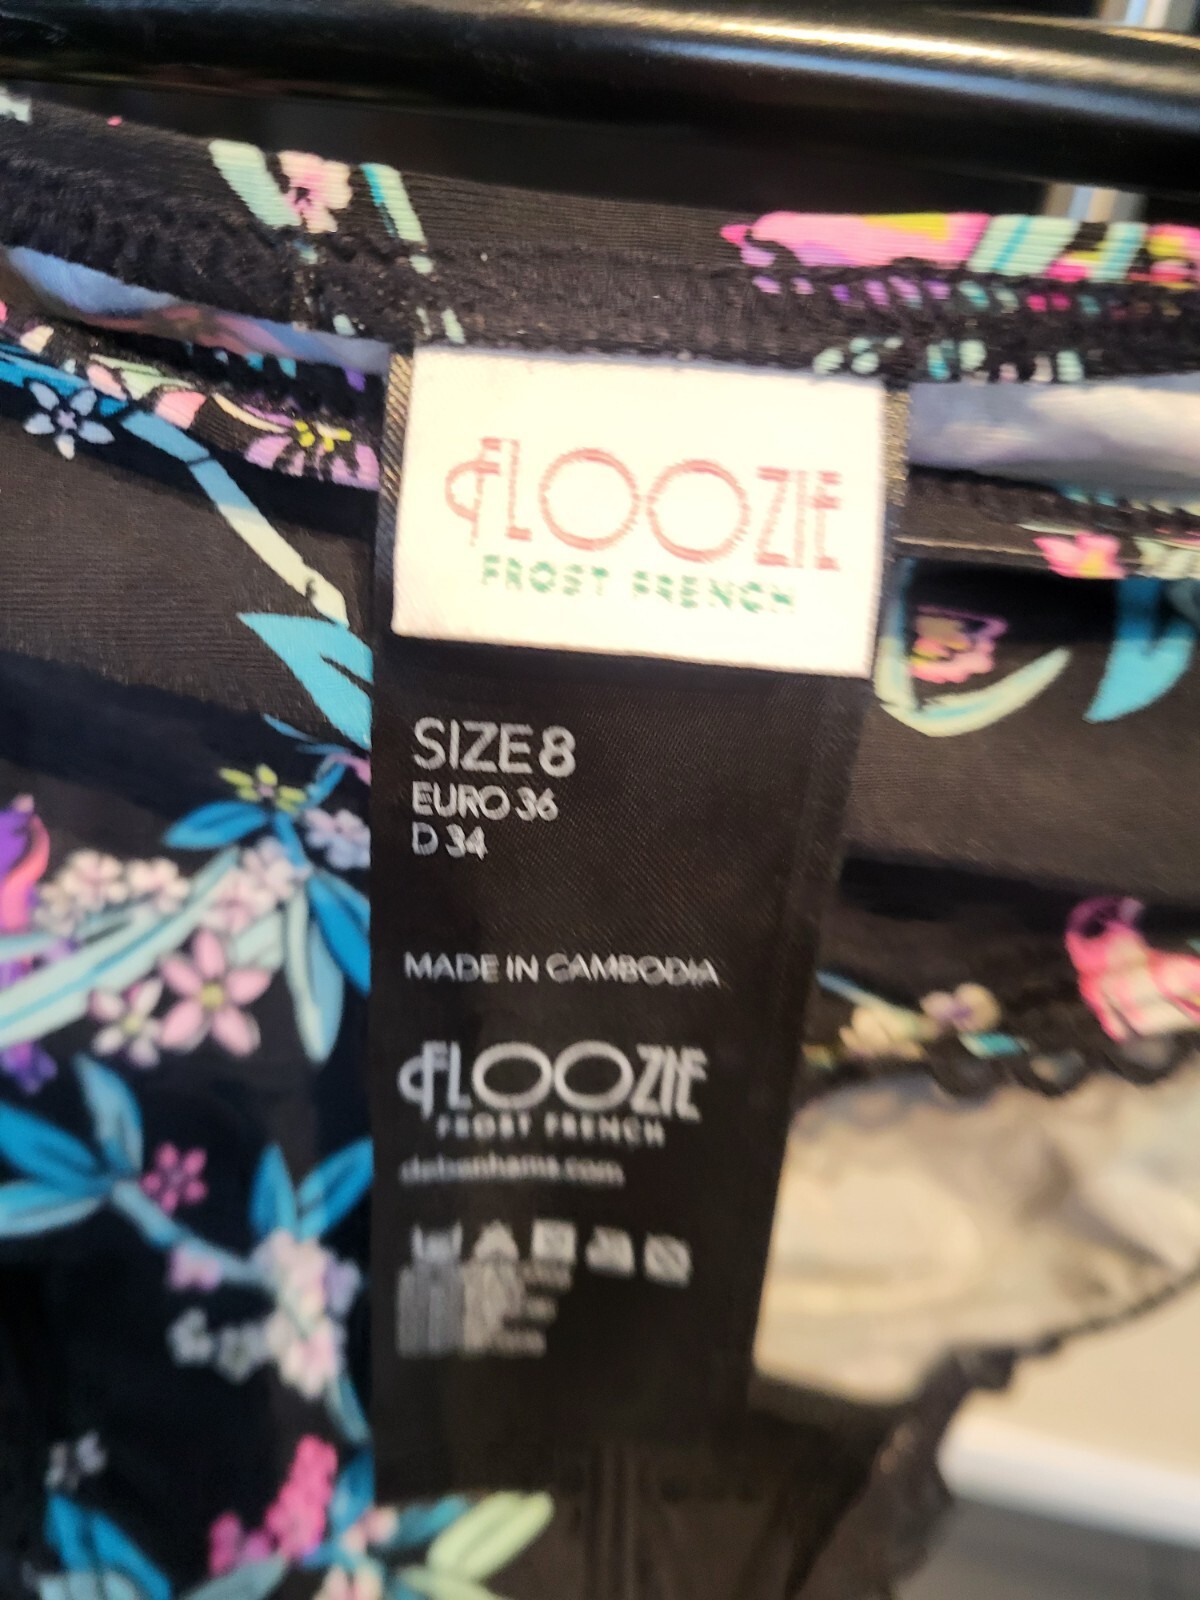 FLOOZIE
FROST FRENCH
SIZE 8
EURO 36
D 34
MADE IN CAMBODIA
FLOOZIE
FROST FRENCH
debenhams.com